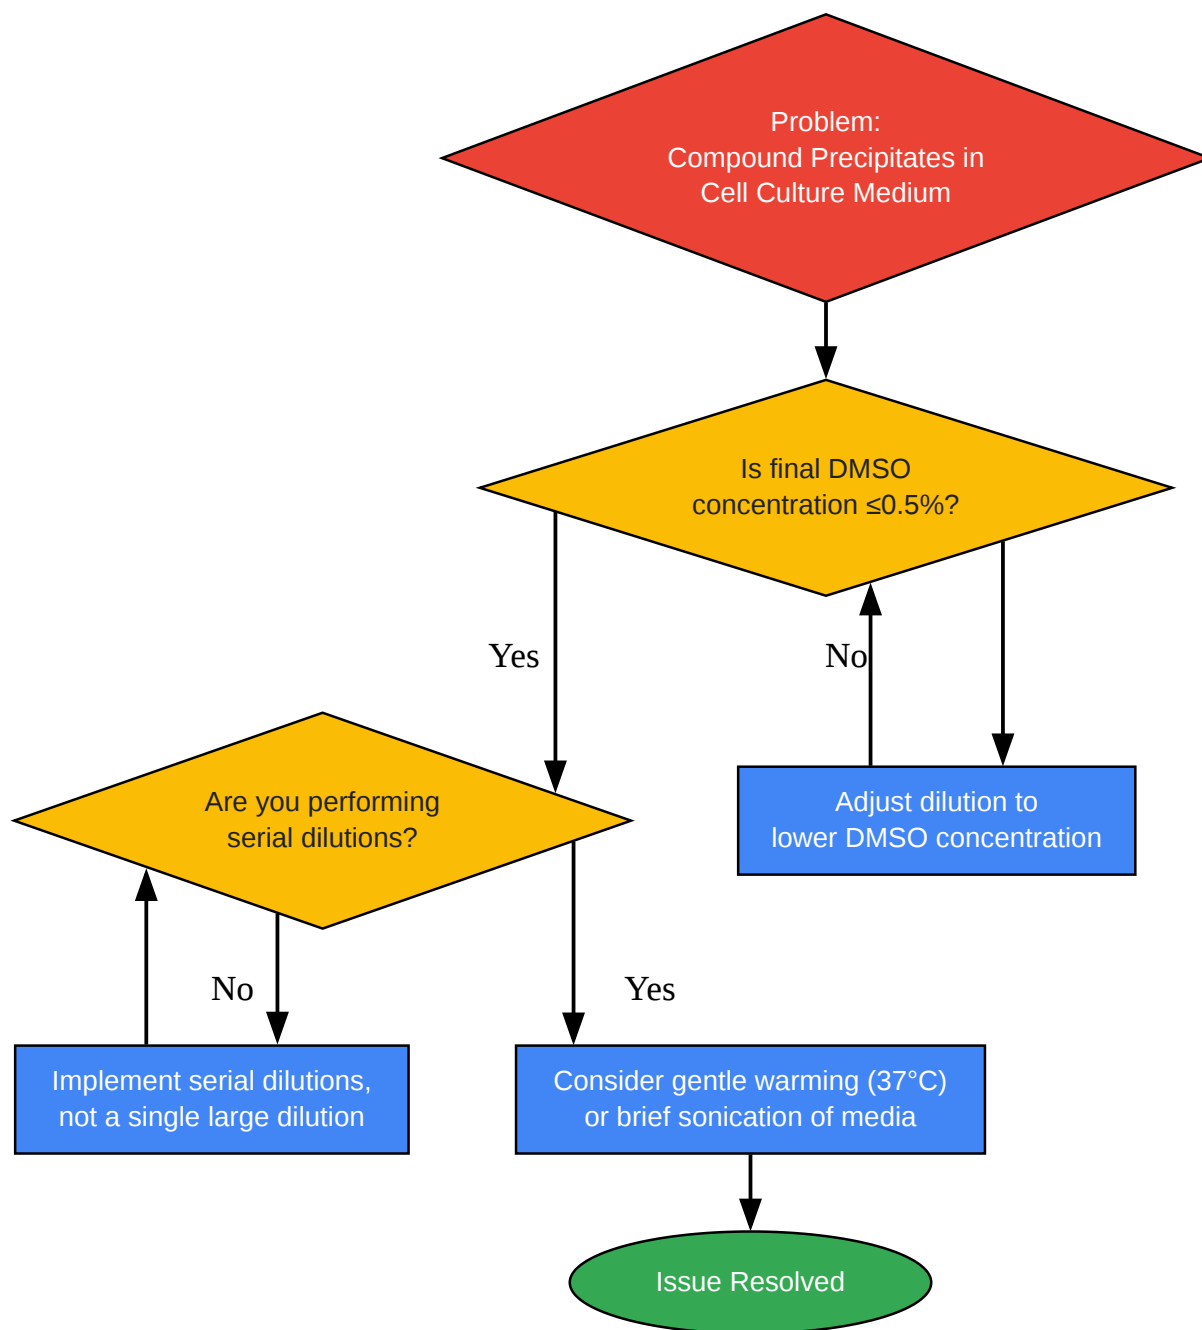 Problem:
Compound Precipitates in
Cell Culture Medium
Is final DMSO
concentration ≤0.5%?
Yes
No
Are you performing
serial dilutions?
Adjust dilution to
lower DMSO concentration
No
Yes
Implement serial dilutions,
not a single large dilution
Consider gentle warming (37°C)
or brief sonication of media
Issue Resolved